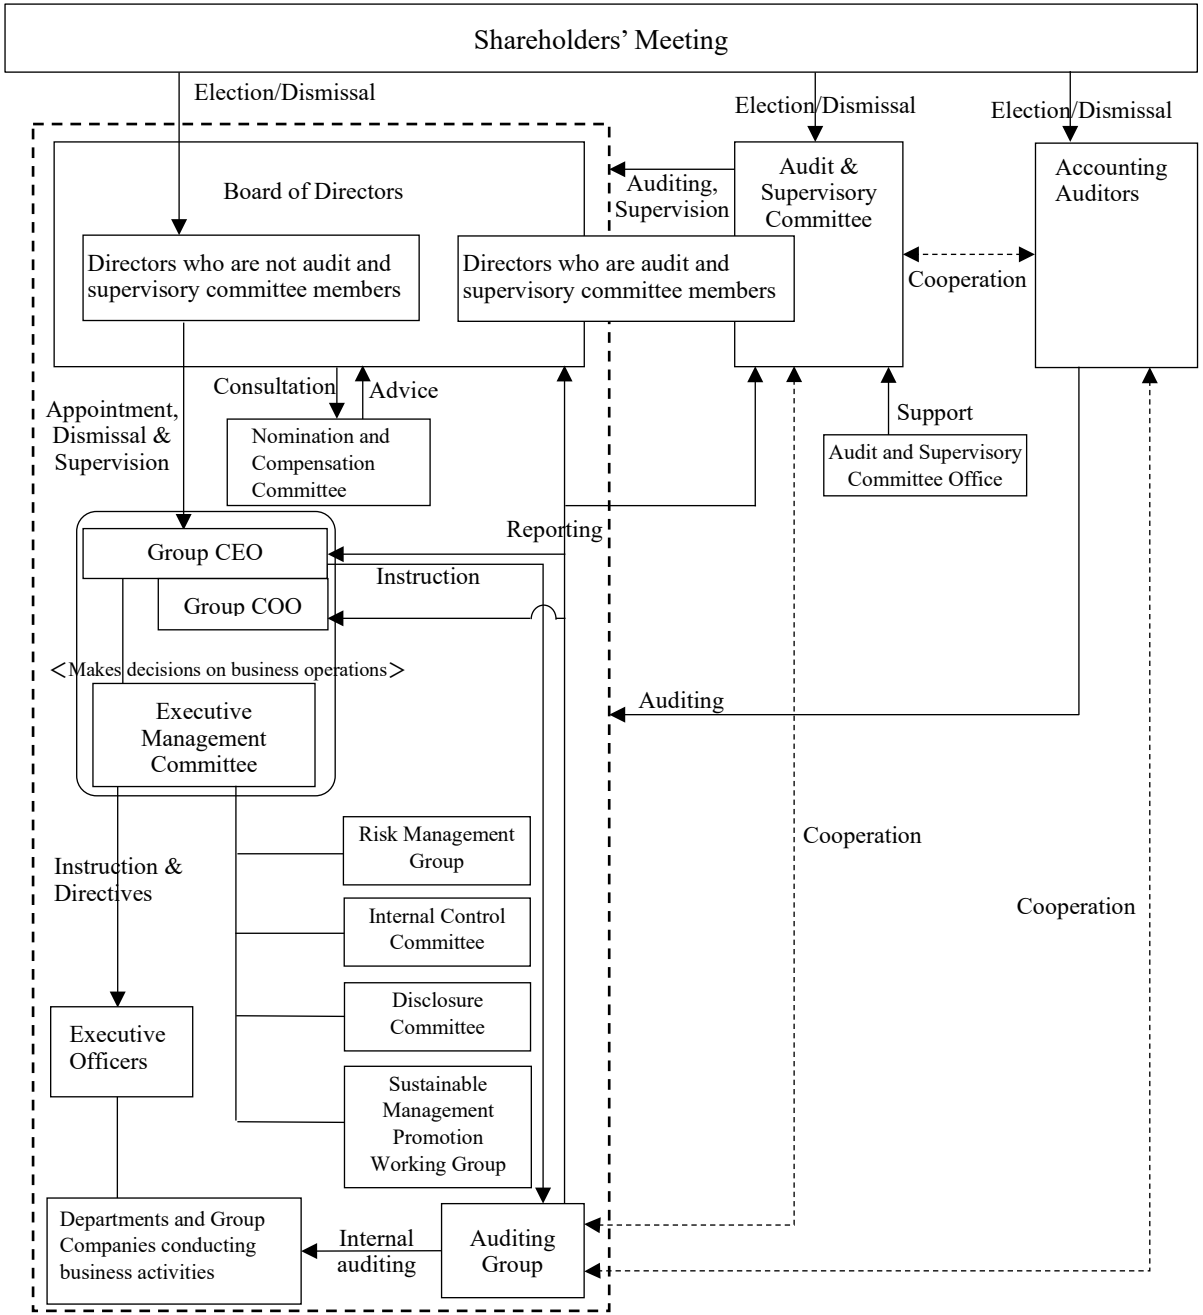 Shareholders' Meeting
Election/Dismissal
Election/Dismissal
Election/Dismissal
Board of Directors
Auditing,
Supervision
Audit &
Supervisory
Committee
Accounting
Auditors
Directors who are not audit and
supervisory committee members
Directors who are audit and
supervisory committee members
Cooperation
Consultation
Advice
Appointment,
Dismissal &
Supervision
Nomination and
Compensation
Committee
Support
Audit and Supervisory
Committee Office
Reporting
Group CEO
Instruction
Group COO
<Makes decisions on business operations>
Executive
Management
Committee
Auditing
Risk Management
Group
Cooperation
Instruction &
Directives
Internal Control
Committee
Cooperation
Disclosure
Committee
Executive
Officers
Sustainable
Management
Promotion
Working Group
Departments and Group
Companies conducting
business activities
Internal
auditing
Auditing
Group